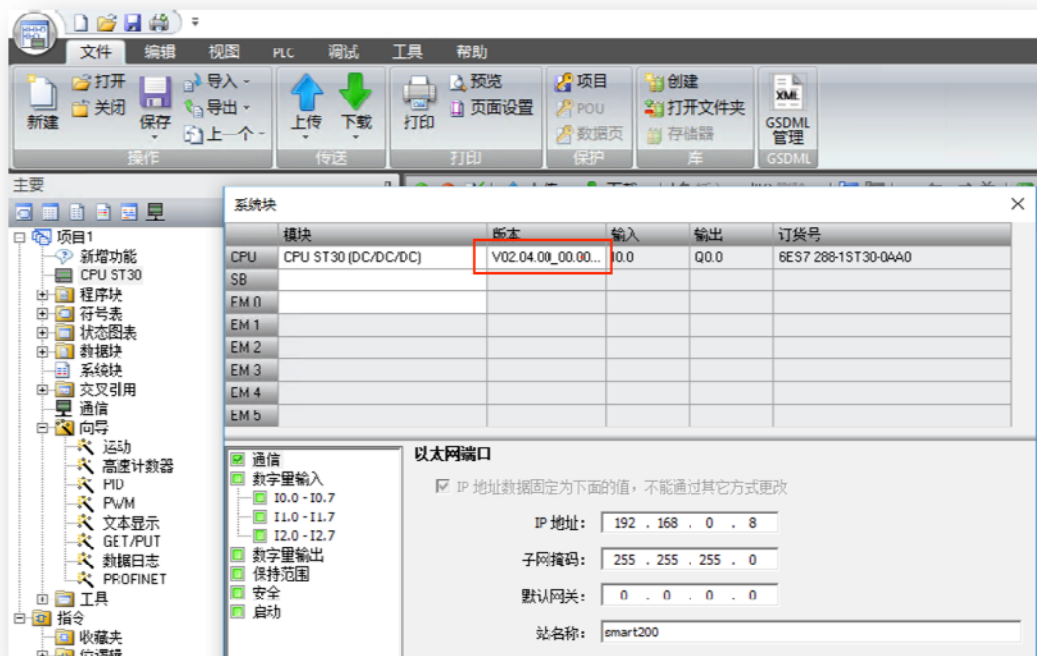 文件 编辑 视图 PLC 调试 工具 帮助
新建 打开 关闭 保存 导入 导出 上一个 操作
上传 下载 传送
打印 预览 页面设置 打印
项目 POU 数据页 保护
创建 打开文件夹 存储器 库
XML GSDML 管理 GSDML
主要
项目1
新增功能
CPU ST30
程序块
符号表
状态图表
数据块
系统块
交叉引用
通信
向导
运动
高速计数器
PID
PWM
文本显示
GET/PUT
数据日志
PROFINET
工具
指令
收藏夹
位逻辑
系统块
模块 版本 输入 输出 订货号
CPU CPU ST30 (DC/DC/DC) V02.04.00_00.00... I0.0 Q0.0 6ES7 288-1ST30-0AA0
SB
EM 0
EM 1
EM 2
EM 3
EM 4
EM 5
通信
数字量输入
I0.0 - I0.7
I1.0 - I1.7
I2.0 - I2.7
数字量输出
保持范围
安全
启动
以太网端口
IP 地址数据固定为下面的值，不能通过其它方式更改
IP 地址： 192 . 168 . 0 . 8
子网掩码： 255 . 255 . 255 . 0
默认网关： 0 . 0 . 0 . 0
站名称： smart200